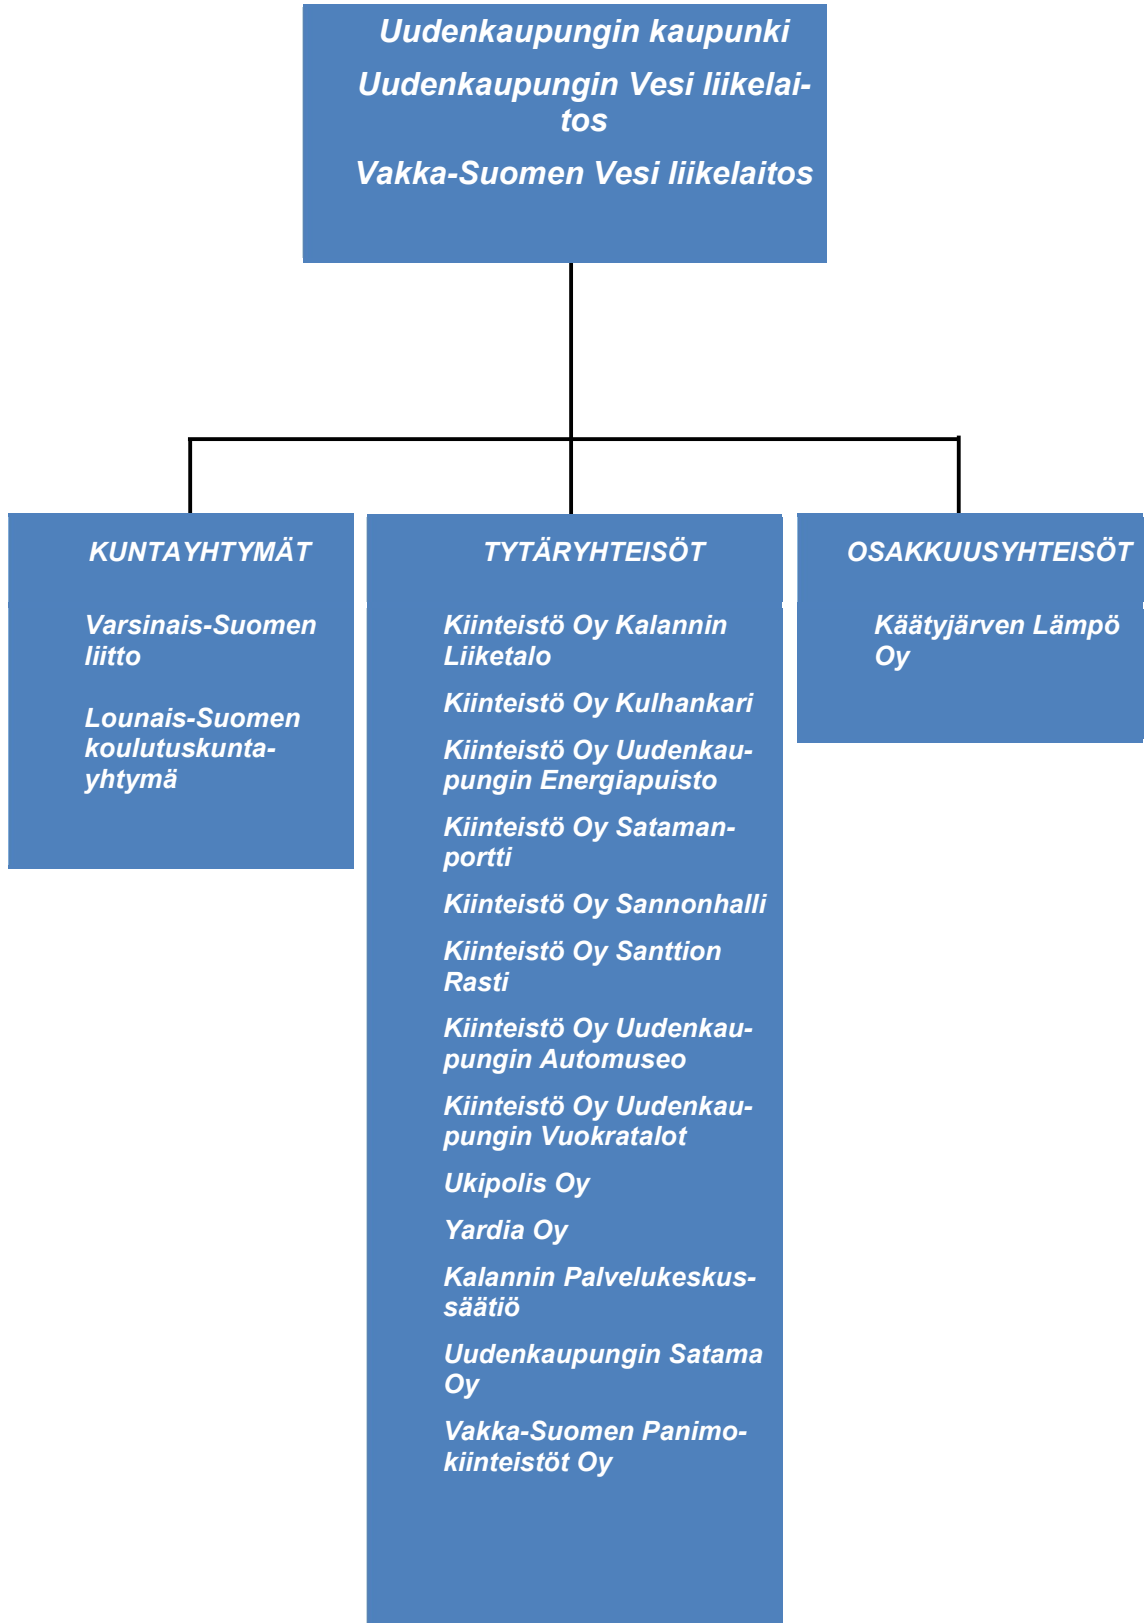 Uudenkaupungin kaupunki
Uudenkaupungin Vesi liikelai-
tos
Vakka-Suomen Vesi liikelaitos
KUNTAYHTYMÄT
Varsinais-Suomen
liitto
Lounais-Suomen
koulutuskunta-
yhtymä
TYTÄRYHTEISÖT
Kiinteistö Oy Kalannin
Liiketalo
Kiinteistö Oy Kulhankari
Kiinteistö Oy Uudenkau-
pungin Energiapuisto
Kiinteistö Oy Sataman-
portti
Kiinteistö Oy Sannonhalli
Kiinteistö Oy Santtion
Rasti
Kiinteistö Oy Uudenkau-
pungin Automuseo
Kiinteistö Oy Uudenkau-
pungin Vuokratalot
Ukipolis Oy
Yardia Oy
Kalannin Palvelukeskus-
säätiö
Uudenkaupungin Satama
Oy
Vakka-Suomen Panimo-
kiinteistöt Oy
OSAKKUUSYHTEISÖT
Käätyjärven Lämpö
Oy